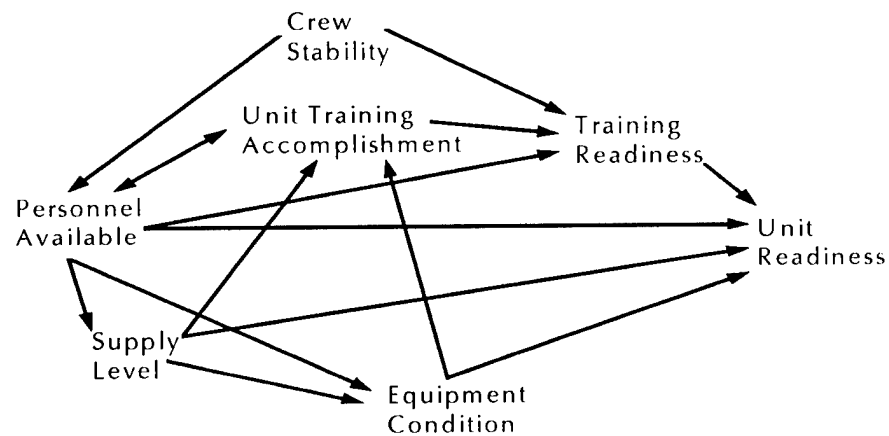 Crew
Stability
Unit Training
Accomplishment
Training
Readiness
Personnel
Available
Unit
Readiness
Supply
Level
Equipment
Condition